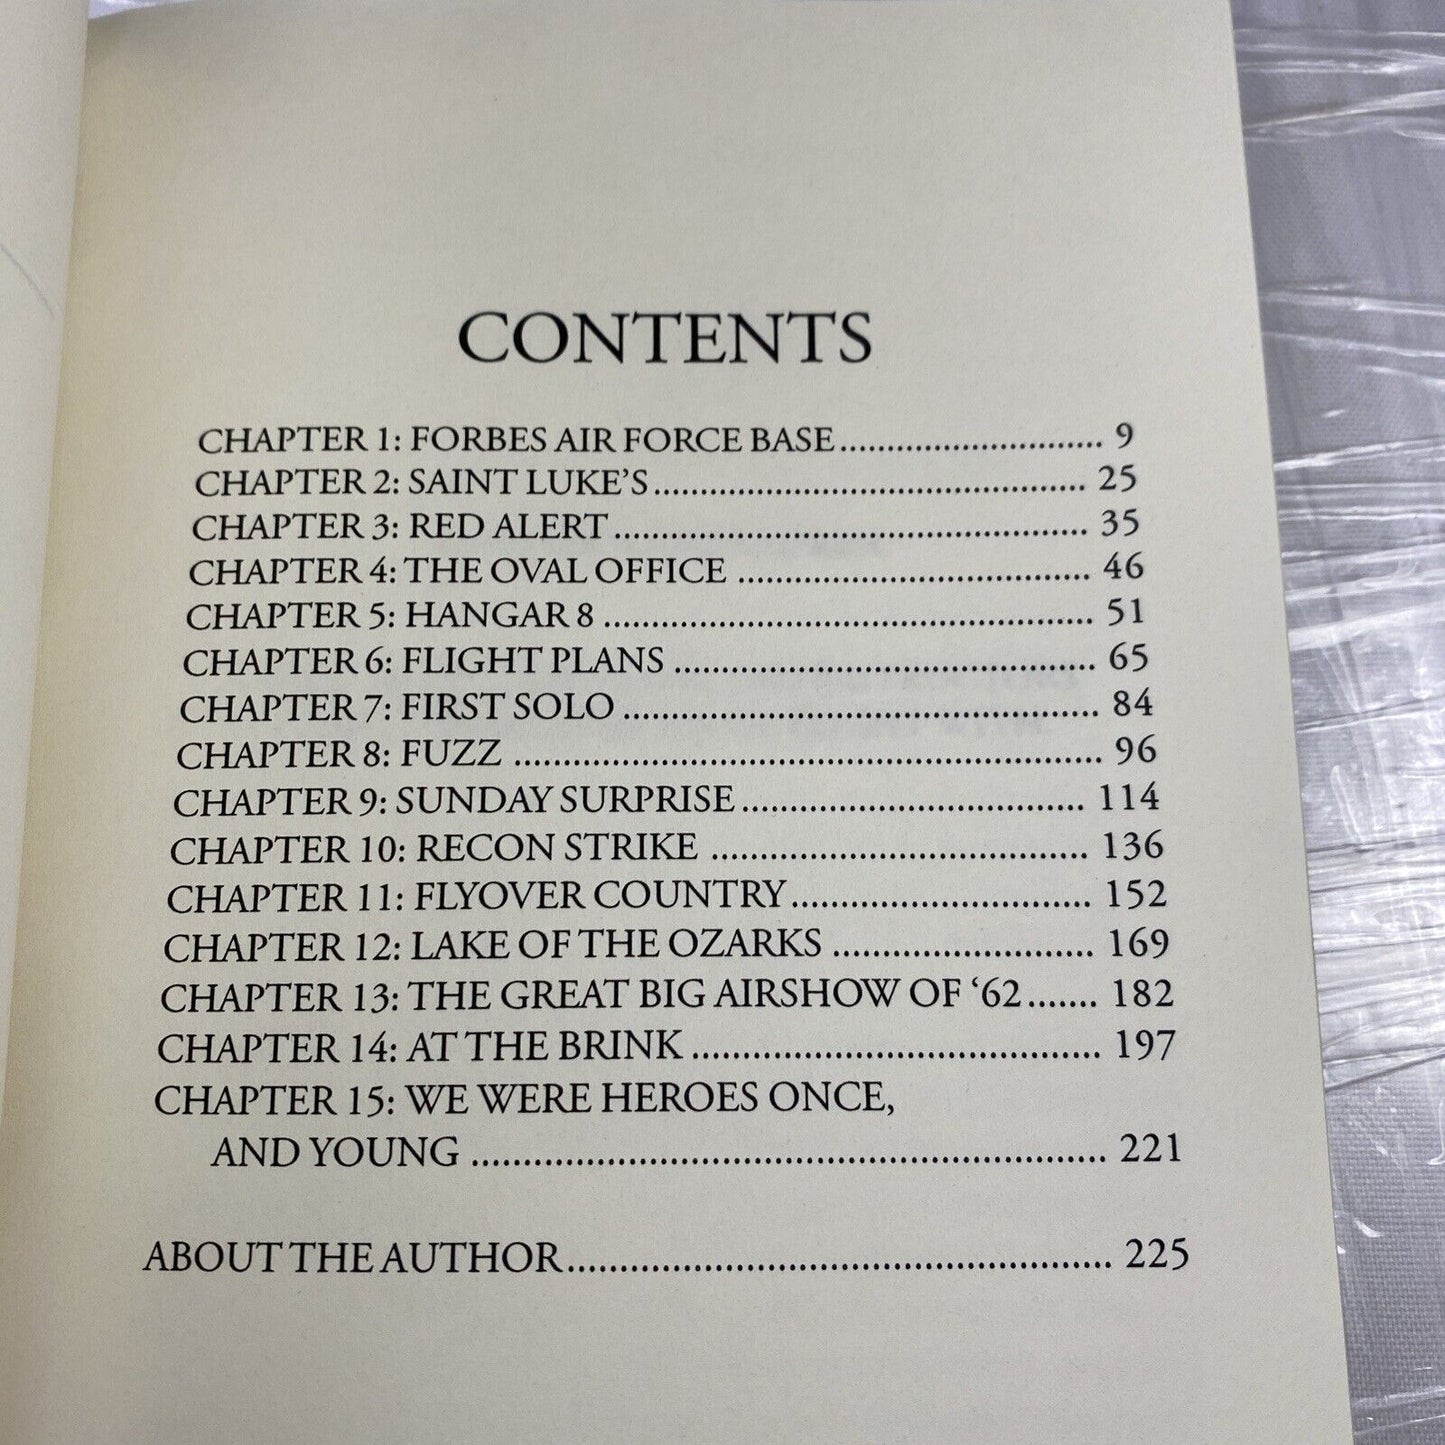 CONTENTS
CHAPTER 1: FORBES AIR FORCE BASE.......................... 9
CHAPTER 2: SAINT LUKE'S.......................................... 25
CHAPTER 3: RED ALERT .............................................. 35
CHAPTER 4: THE OVAL OFFICE .................................. 46
CHAPTER 5: HANGAR 8 ............................................... 51
CHAPTER 6: FLIGHT PLANS ........................................ 65
CHAPTER 7: FIRST SOLO ............................................. 84
CHAPTER 8: FUZZ ........................................................ 96
CHAPTER 9: SUNDAY SURPRISE................................. 114
CHAPTER 10: RECON STRIKE .................................... 136
CHAPTER 11: FLYOVER COUNTRY............................. 152
CHAPTER 12: LAKE OF THE OZARKS ......................... 169
CHAPTER 13: THE GREAT BIG AIRSHOW OF ‘62....... 182
CHAPTER 14: AT THE BRINK ....................................... 197
CHAPTER 15: WE WERE HEROES ONCE,
AND YOUNG ............................................................. 221
ABOUT THE AUTHOR.................................................... 225